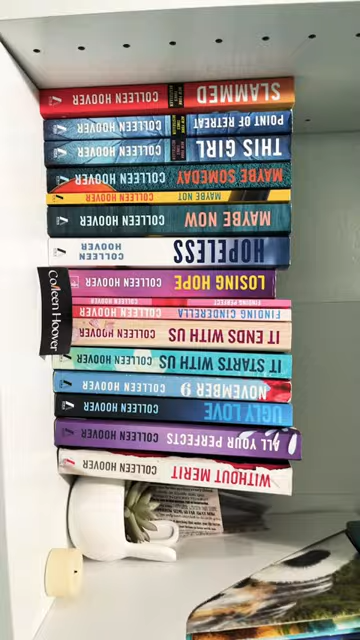 SLAMMED
COLLEEN HOOVER
POINT OF RETREAT
COLLEEN HOOVER
THIS GIRL
COLLEEN HOOVER
MAYBE SOMEDAY
COLLEEN HOOVER
MAYBE NOT
COLLEEN HOOVER
MAYBE NOW
COLLEEN HOOVER
HOPELESS
COLLEEN
HOOVER
LOSING HOPE
COLLEEN HOOVER
FINDING PERFECT
COLLEEN HOOVER
FINDING CINDERELLA
COLLEEN HOOVER
IT ENDS WITH US
COLLEEN HOOVER
IT STARTS WITH US
COLLEEN HOOVER
NOVEMBER 9
COLLEEN HOOVER
UGLY LOVE
COLLEEN HOOVER
ALL YOUR PERFECTS
COLLEEN HOOVER
WITHOUT MERIT
COLLEEN HOOVER
Colleen Hoover